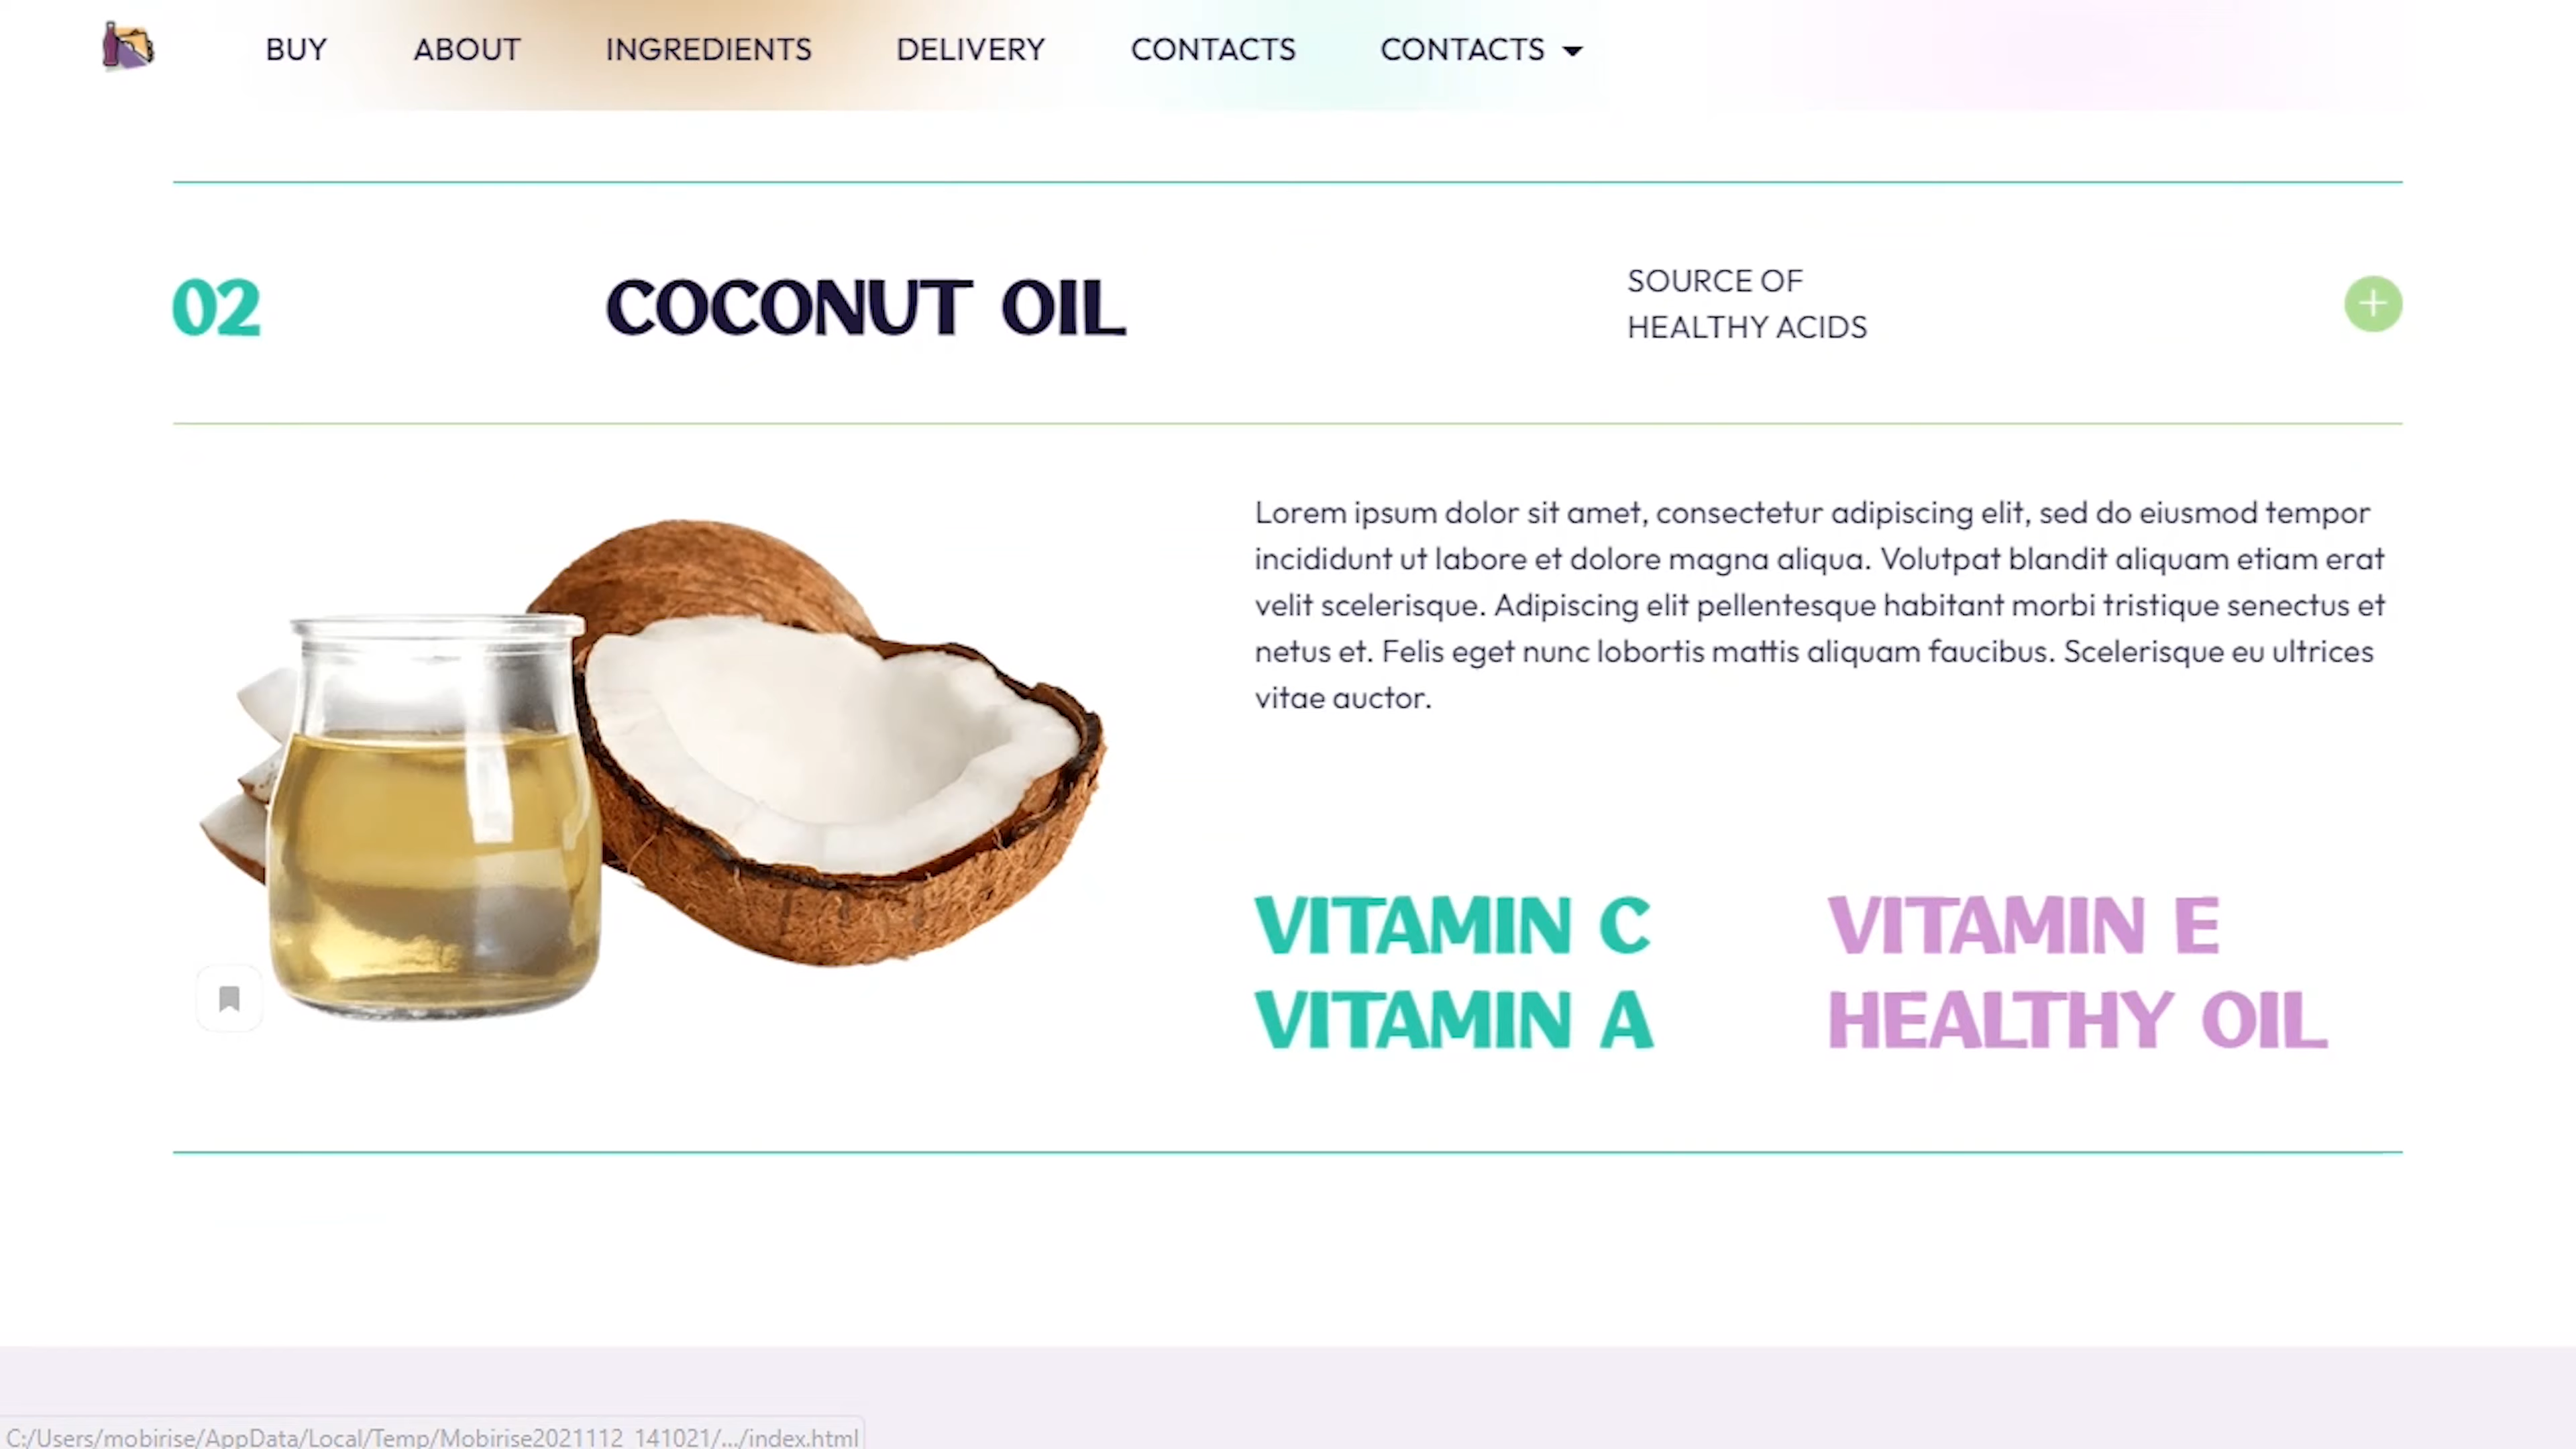 BUY ABOUT INGREDIENTS DELIVERY CONTACTS CONTACTS
02
COCONUT OIL
SOURCE OF
HEALTHY ACIDS
Lorem ipsum dolor sit amet, consectetur adipiscing elit, sed do eiusmod tempor
incididunt ut labore et dolore magna aliqua. Volutpat blandit aliquam etiam erat
velit scelerisque. Adipiscing elit pellentesque habitant morbi tristique senectus et
netus et. Felis eget nunc lobortis mattis aliquam faucibus. Scelerisque eu ultrices
vitae auctor.
VITAMIN C
VITAMIN A
VITAMIN E
HEALTHY OIL
C:/Users/mobirise/AppData/Local/Temp/Mobirise2021112_141021/.../index.html